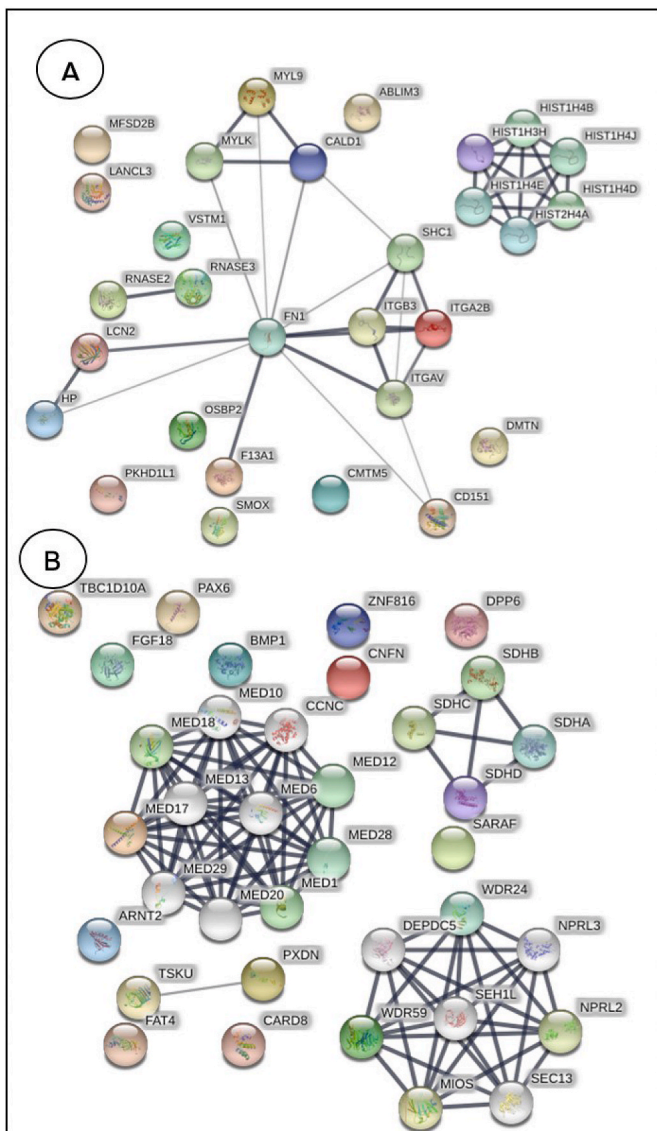 A
MYL9
ABLIM3
MFSD2B
MYLK
CALD1
HIST1H4B
HIST1H3H
HIST1H4J
LANCL3
HIST1H4E
HIST1H4D
HIST2H4A
VSTM1
SHC1
RNASE2
RNASE3
FN1
ITGB3
ITGA2B
LCN2
ITGAV
HP
OSBP2
DMTN
F13A1
PKHD1L1
CMTM5
CD151
SMOX
B
TBC1D10A
PAX6
ZNF816
DPP6
FGF18
BMP1
CNFN
SDHB
MED10
SDHC
SDHA
MED18
CCNC
MED12
MED13
MED6
SDHD
MED17
SARAF
MED28
MED29
MED1
MED20
WDR24
ARNT2
DEPDC5
NPRL3
PXDN
TSKU
SEH1L
NPRL2
WDR59
FAT4
CARD8
MIOS
SEC13